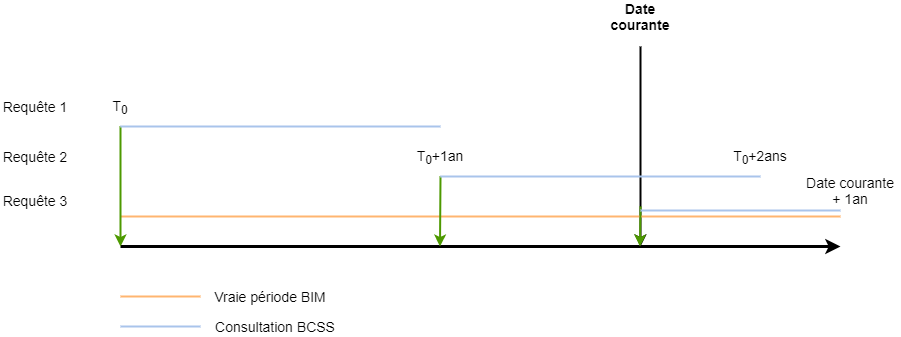 Date
courante
Requête 1
T0
Requête 2
T0+1an
T0+2ans
Requête 3
Date courante
+ 1an
Vraie période BIM
Consultation BCSS